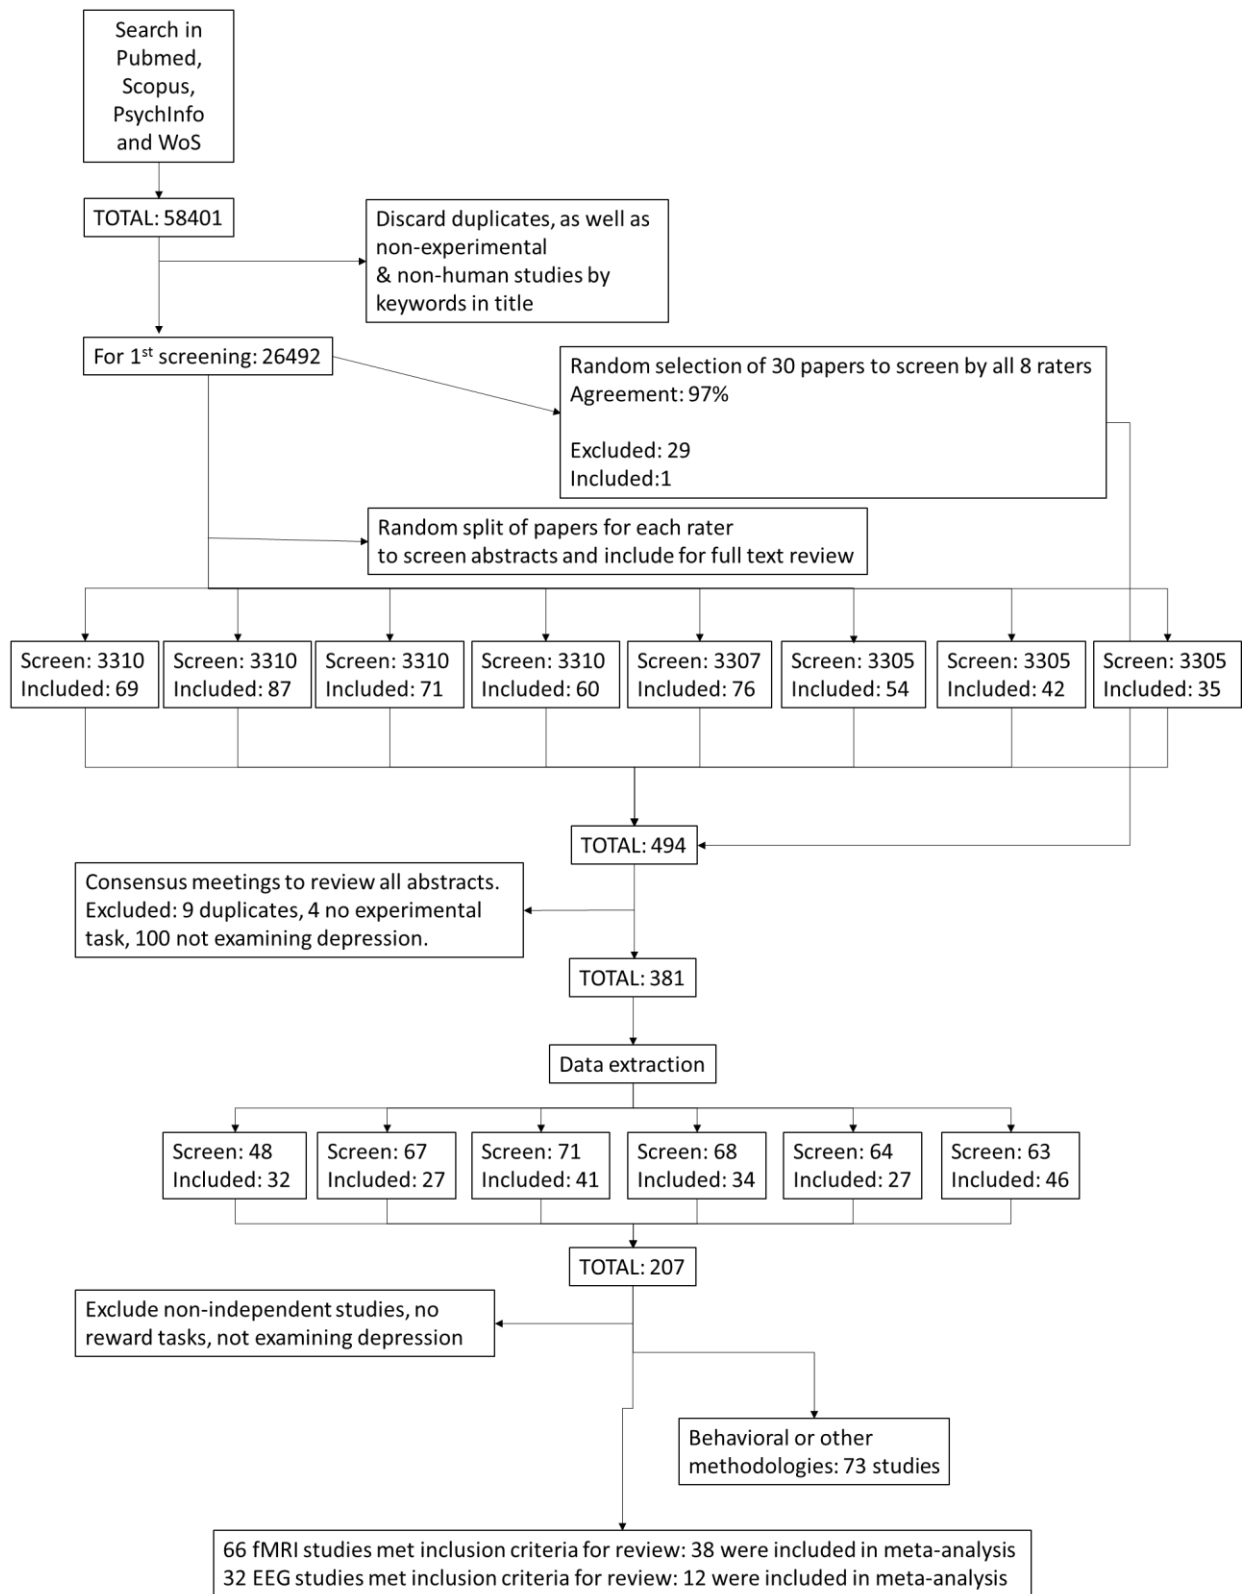 Search in
Pubmed,
Scopus,
PsychInfo
and WoS
TOTAL: 58401
Discard duplicates, as well as
non-experimental
& non-human studies by
keywords in title
For 1st screening: 26492
Random selection of 30 papers to screen by all 8 raters
Agreement: 97%
Excluded: 29
Included:1
Random split of papers for each rater
to screen abstracts and include for full text review
Screen: 3310
Included: 69
Screen: 3310
Included: 87
Screen: 3310
Included: 71
Screen: 3310
Included: 60
Screen: 3307
Included: 76
Screen: 3305
Included: 54
Screen: 3305
Included: 42
Screen: 3305
Included: 35
TOTAL: 494
Consensus meetings to review all abstracts.
Excluded: 9 duplicates, 4 no experimental
task, 100 not examining depression.
TOTAL: 381
Data extraction
Screen: 48
Included: 32
Screen: 67
Included: 27
Screen: 71
Included: 41
Screen: 68
Included: 34
Screen: 64
Included: 27
Screen: 63
Included: 46
TOTAL: 207
Exclude non-independent studies, no
reward tasks, not examining depression
Behavioral or other
methodologies: 73 studies
66 fMRI studies met inclusion criteria for review: 38 were included in meta-analysis
32 EEG studies met inclusion criteria for review: 12 were included in meta-analysis